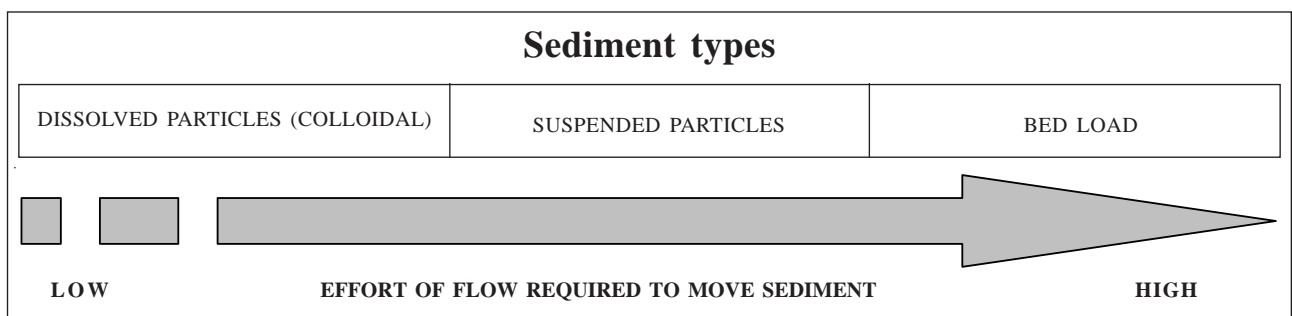 Sediment types
DISSOLVED PARTICLES (COLLOIDAL) SUSPENDED PARTICLES BED LOAD
LOW EFFORT OF FLOW REQUIRED TO MOVE SEDIMENT HIGH